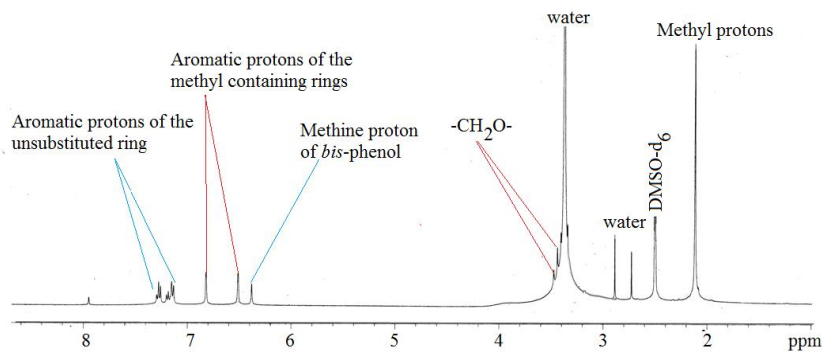 water
Methyl protons
Aromatic protons of the
methyl containing rings
Aromatic protons of the
unsubstituted ring
Methine proton
of bis-phenol
-CH2O-
DMSO-d6
water
8 7 6 5 4 3 2 ppm